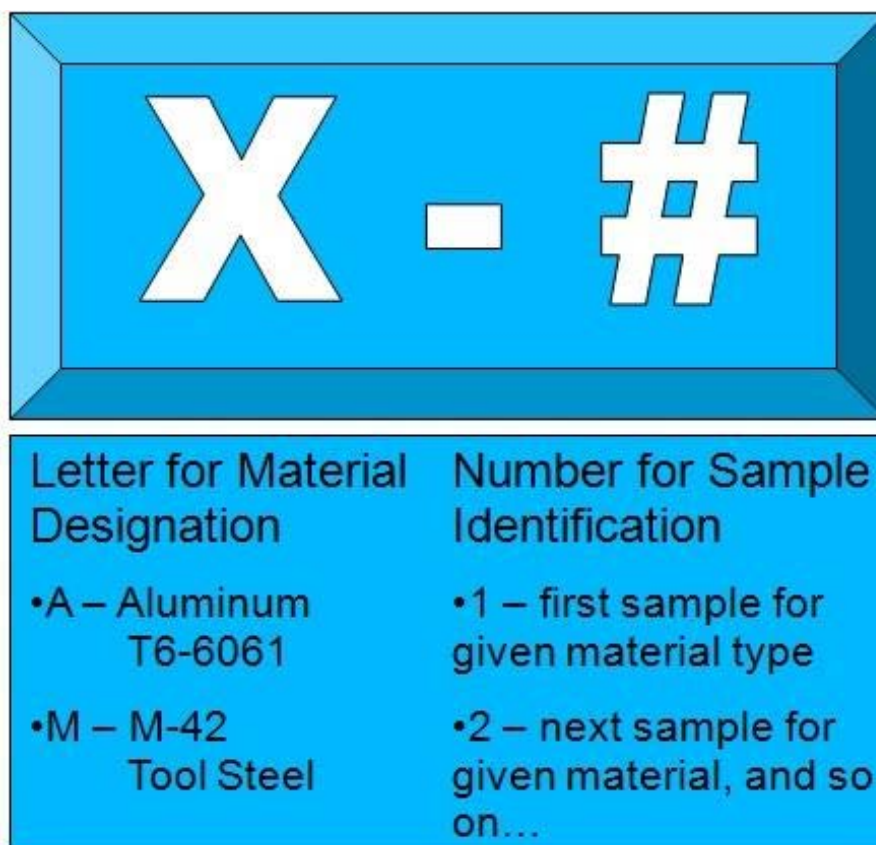 X - #
Letter for Material
Designation
•A – Aluminum
T6-6061
•M – M-42
Tool Steel
Number for Sample
Identification
•1 – first sample for
given material type
•2 – next sample for
given material, and so
on…